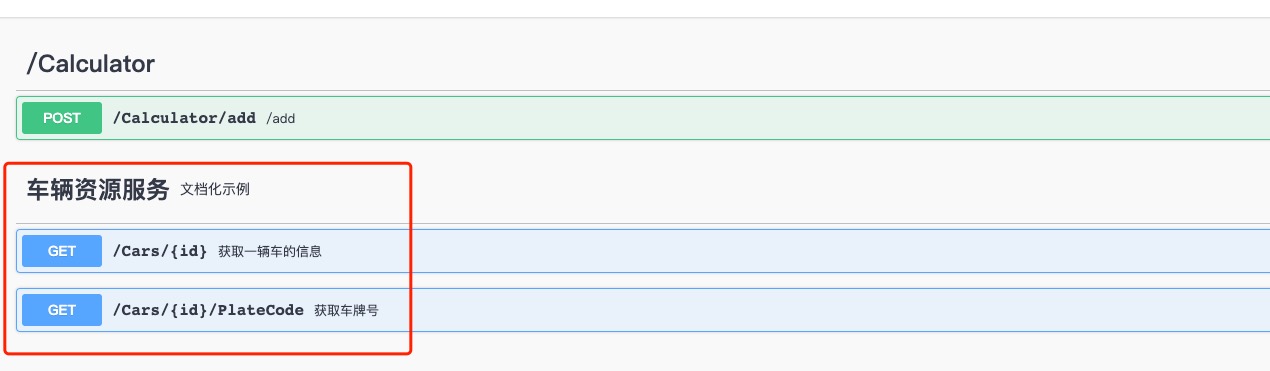 /Calculator
POST /Calculator/add /add
车辆资源服务 文档化示例
GET /Cars/{id} 获取一辆车的信息
GET /Cars/{id}/PlateCode 获取车牌号